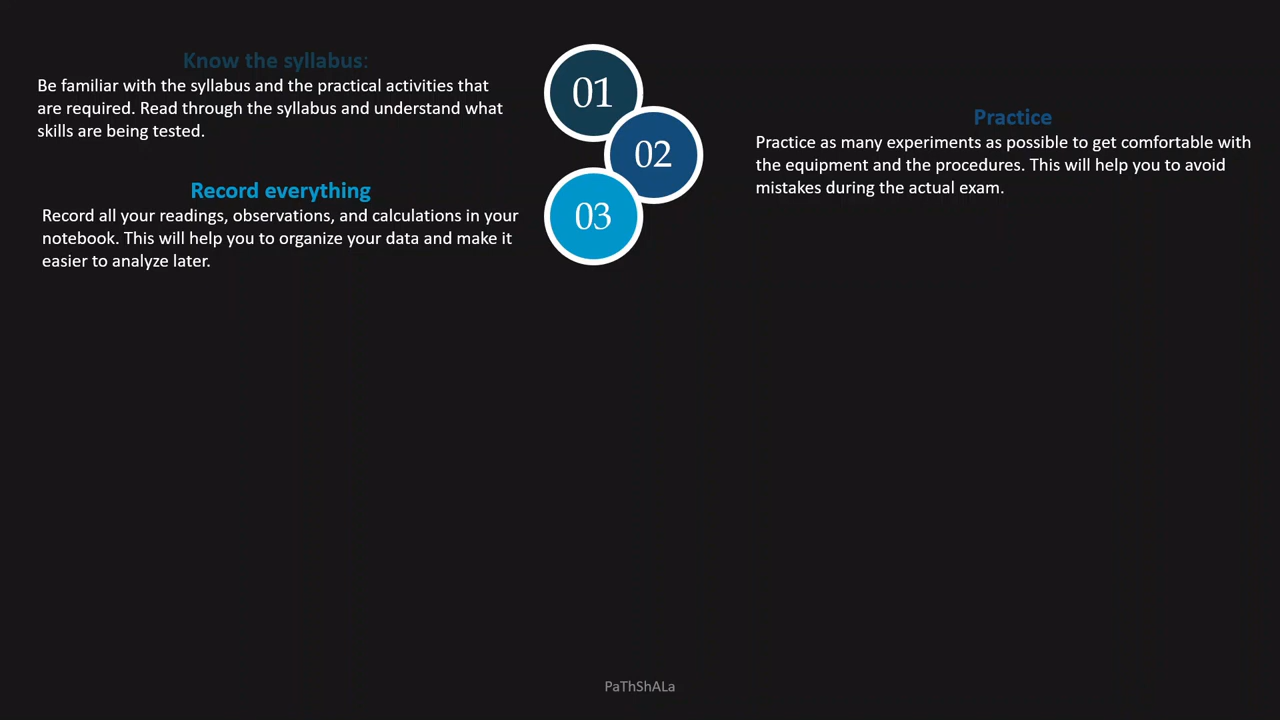 Know the syllabus:
Be familiar with the syllabus and the practical activities that
are required. Read through the syllabus and understand what
skills are being tested.
01
02
Practice
Practice as many experiments as possible to get comfortable with
the equipment and the procedures. This will help you to avoid
mistakes during the actual exam.
Record everything
Record all your readings, observations, and calculations in your
notebook. This will help you to organize your data and make it
easier to analyze later.
03
PaThShALa